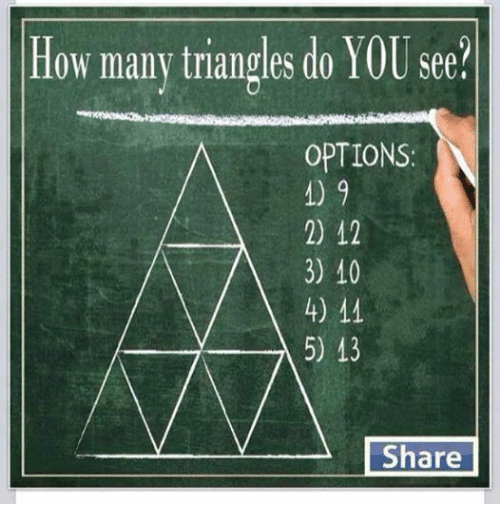 How many triangles do YOU see?
OPTIONS:
1) 9
2) 12
3) 10
4) 11
5) 13
Share